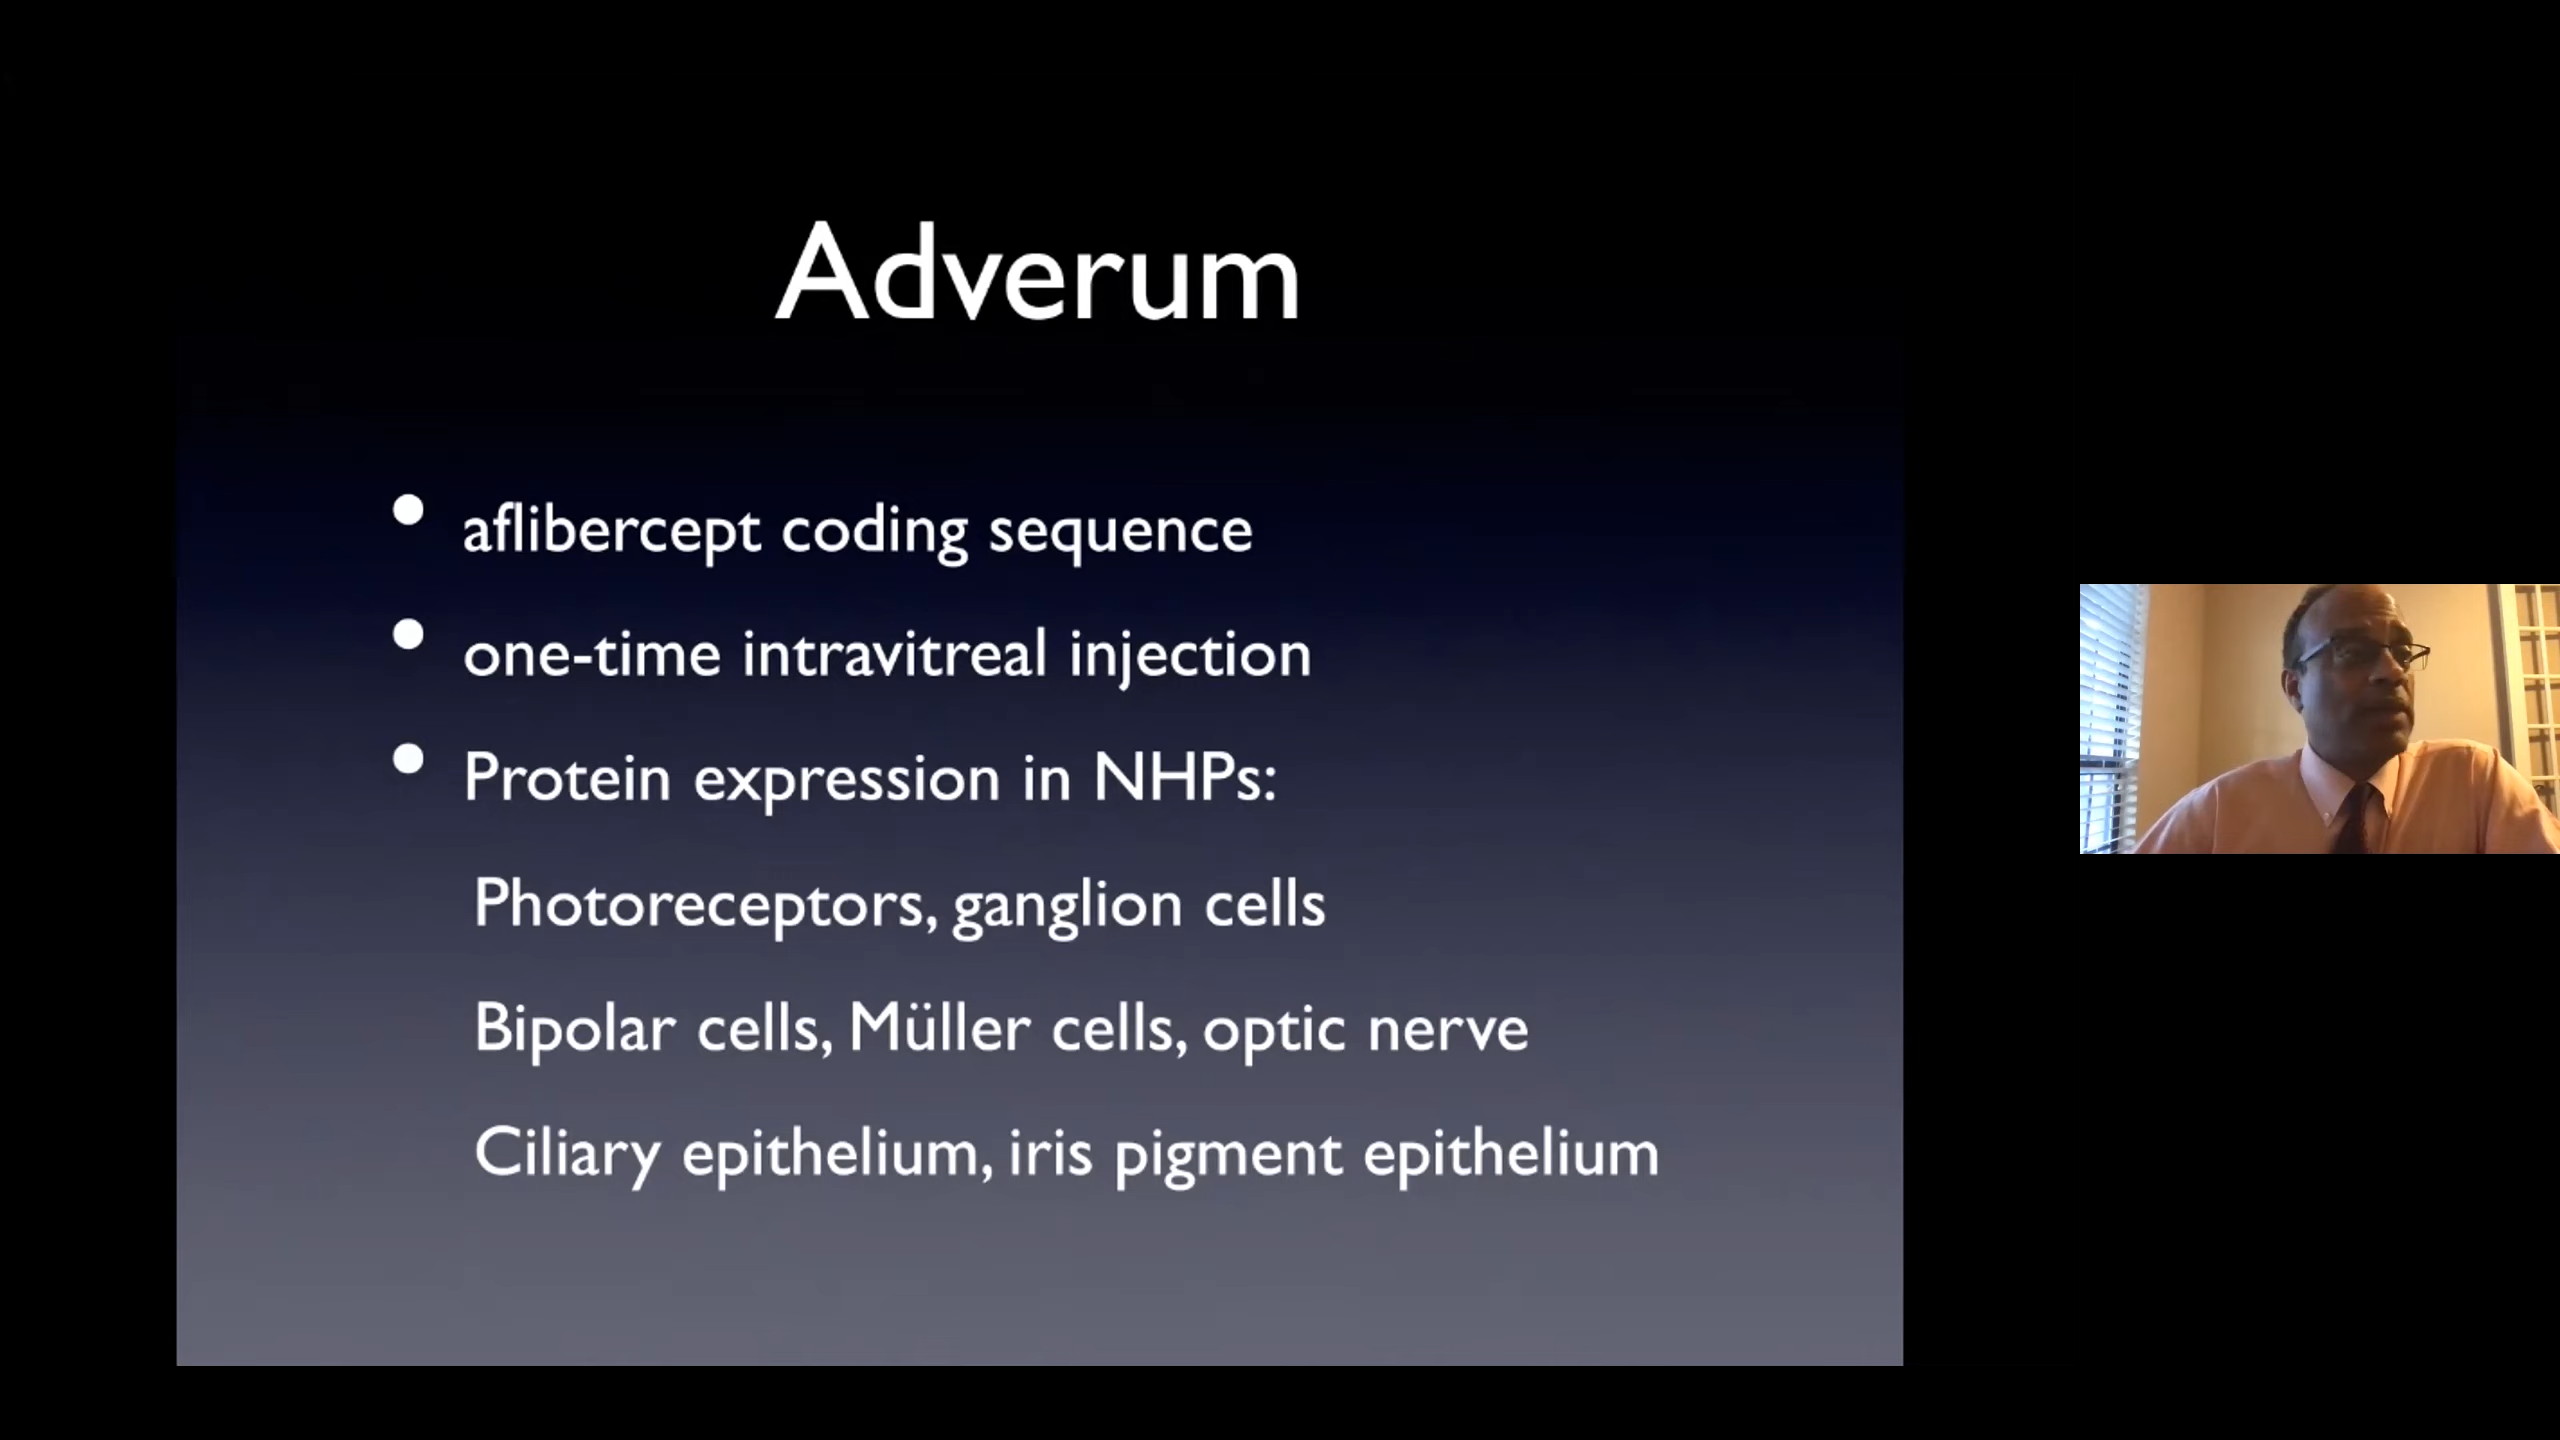 Adverum
• aflibercept coding sequence
• one-time intravitreal injection
• Protein expression in NHPs:
Photoreceptors, ganglion cells
Bipolar cells, Müller cells, optic nerve
Ciliary epithelium, iris pigment epithelium